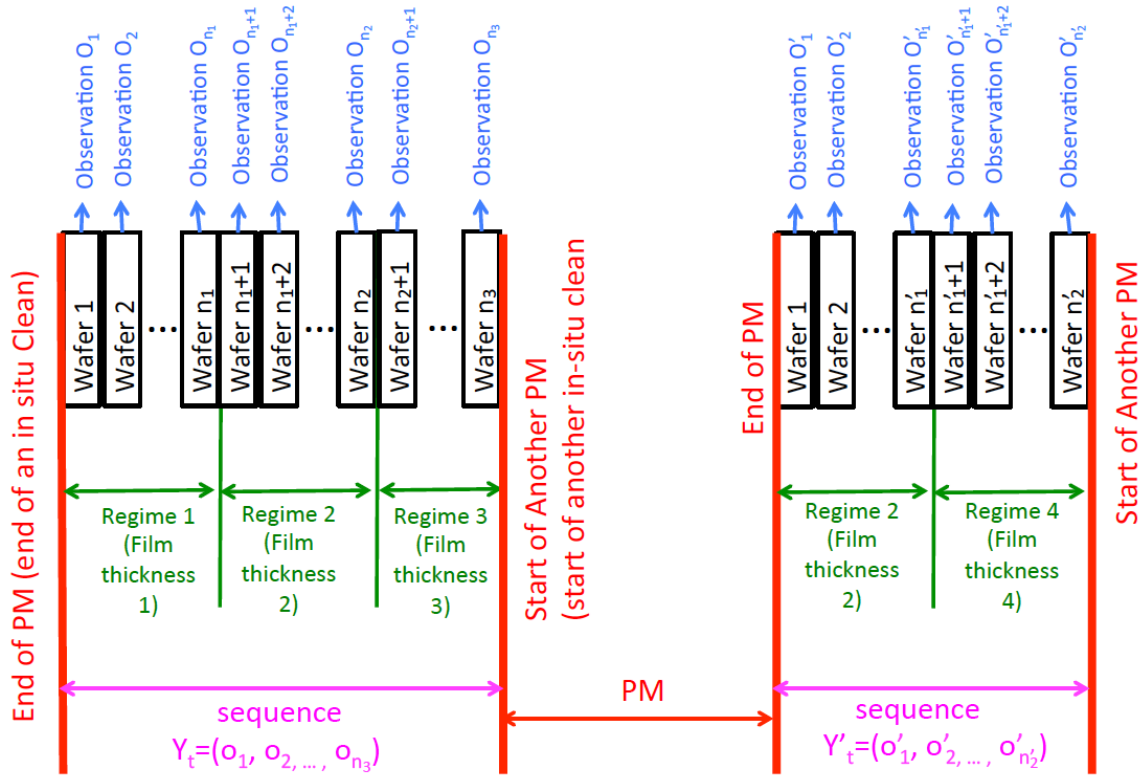 Observation O₁
Observation O₂
Observation Oₙ₁
Observation Oₙ₁₊₁
Observation Oₙ₁₊₂
Observation Oₙ₂
Observation Oₙ₂₊₁
Observation Oₙ₃
Observation O'₁
Observation O'₂
Observation O'ₙ'₁
Observation O'ₙ'₁₊₁
Observation O'ₙ'₁₊₂
Observation O'ₙ'₂
End of PM (end of an in situ Clean)
Wafer 1
Wafer 2
...
Wafer n₁
Wafer n₁+1
Wafer n₁+2
...
Wafer n₂
Wafer n₂+1
...
Wafer n₃
Start of Another PM
(start of another in-situ clean
End of PM
Wafer 1
Wafer 2
...
Wafer n'₁
Wafer n'₁+1
Wafer n'₁+2
...
Wafer n'₂
Start of Another PM
Regime 1
(Film
thickness
1)
Regime 2
(Film
thickness
2)
Regime 3
(Film
thickness
3)
Regime 2
(Film
thickness
2)
Regime 4
(Film
thickness
4)
sequence
Yₜ=(o₁, o₂, ... , oₙ₃)
PM
sequence
Y'ₜ=(o'₁, o'₂, ... , o'ₙ'₂)